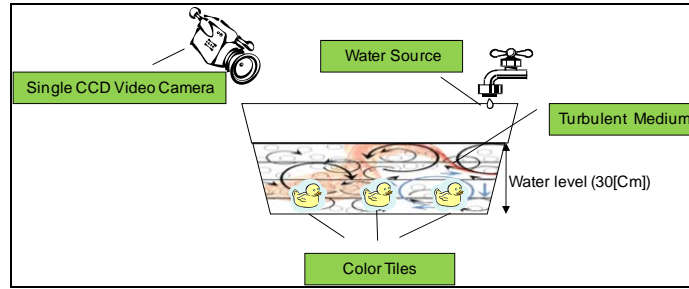 Water Source
Single CCD Video Camera
Turbulent Medium
Water level (30[Cm])
Color Tiles